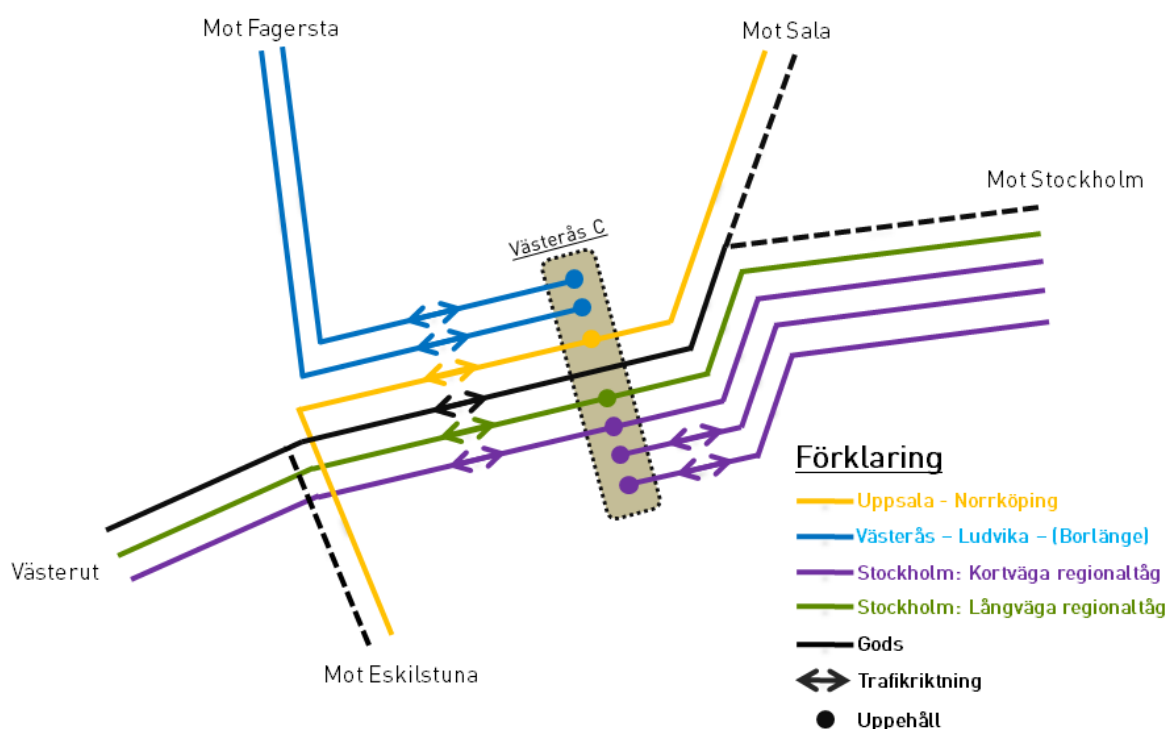 Mot Fagersta
Mot Sala
Mot Stockholm
Västerås C
Västerut
Mot Eskilstuna
Förklaring
Uppsala - Norrköping
Västerås – Ludvika – (Borlänge)
Stockholm: Kortväga regionaltåg
Stockholm: Långväga regionaltåg
Gods
Trafikriktning
Uppehåll